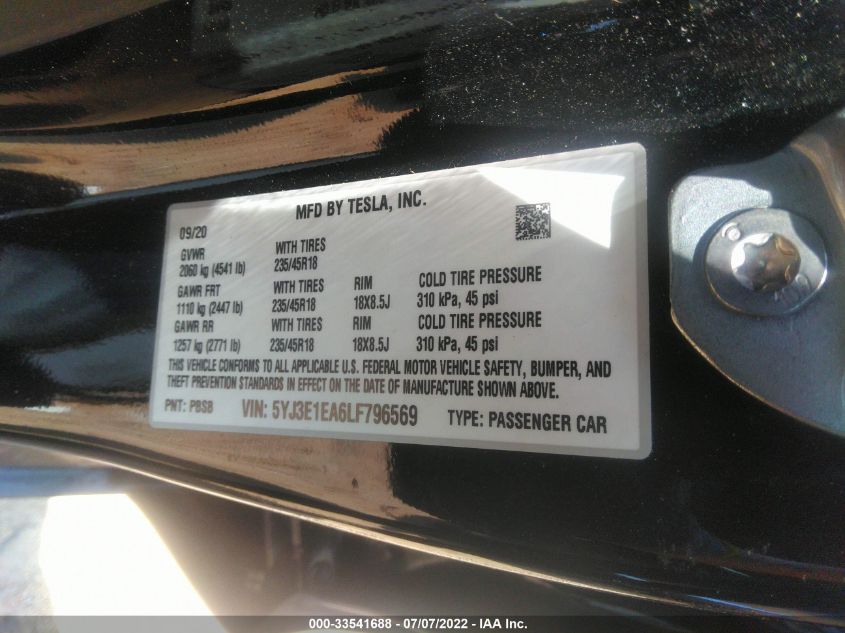 MFD BY TESLA, INC.
09/20
GVWR WITH TIRES
2060 kg (4541 lb) 235/45R18
GAWR FRT WITH TIRES RIM COLD TIRE PRESSURE
1110 kg (2447 lb) 235/45R18 18X8.5J 310 kPa, 45 psi
GAWR RR WITH TIRES RIM COLD TIRE PRESSURE
1257 kg (2771 lb) 235/45R18 18X8.5J 310 kPa, 45 psi
THIS VEHICLE CONFORMS TO ALL APPLICABLE U.S. FEDERAL MOTOR VEHICLE SAFETY, BUMPER, AND
THEFT PREVENTION STANDARDS IN EFFECT ON THE DATE OF MANUFACTURE SHOWN ABOVE.
PNT: PBSB VIN: 5YJ3E1EA6LF796569 TYPE: PASSENGER CAR
000-33541688 - 07/07/2022 - IAA Inc.